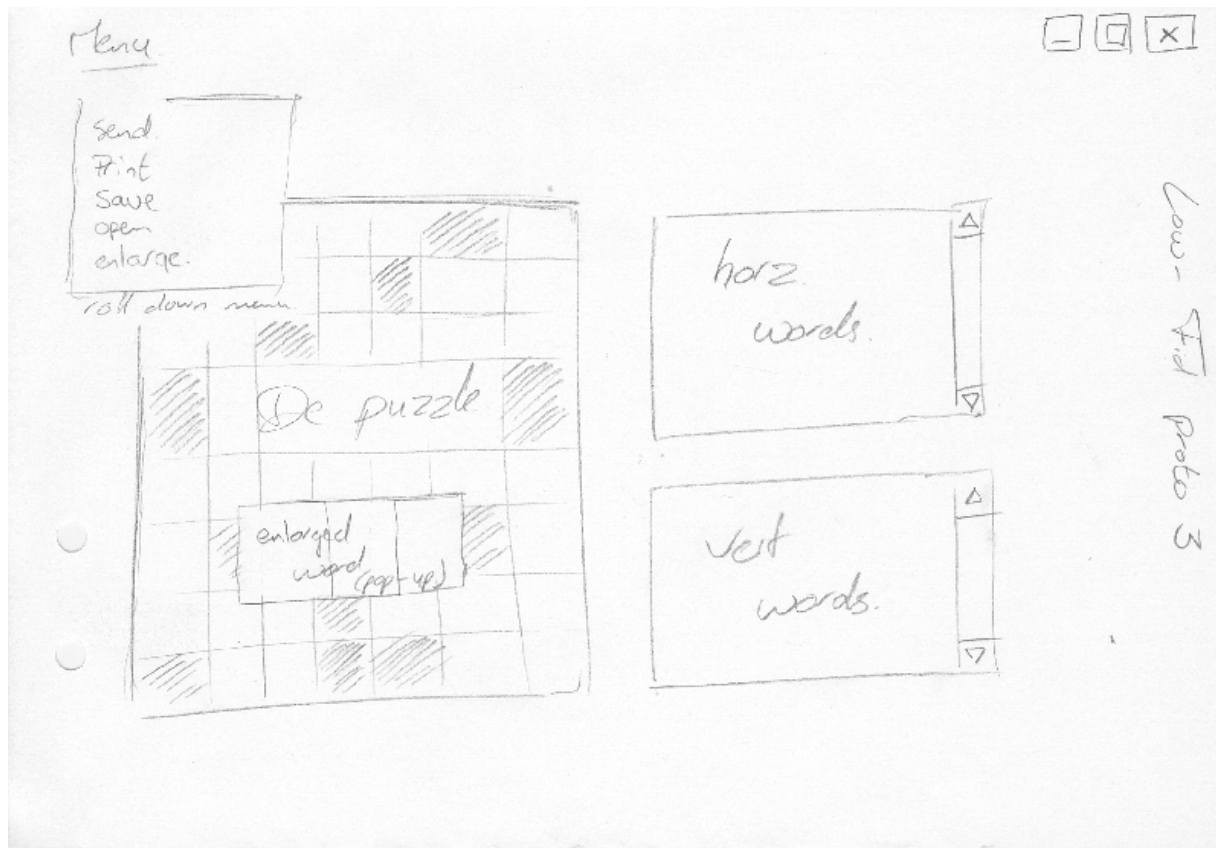 Menu
Send.
Print
Save
open
enlarge.
roll down menu.
De puzzle
enlarged
word
(pop-up)
horz.
words.
Vert
words.
Low-Fid proto 3